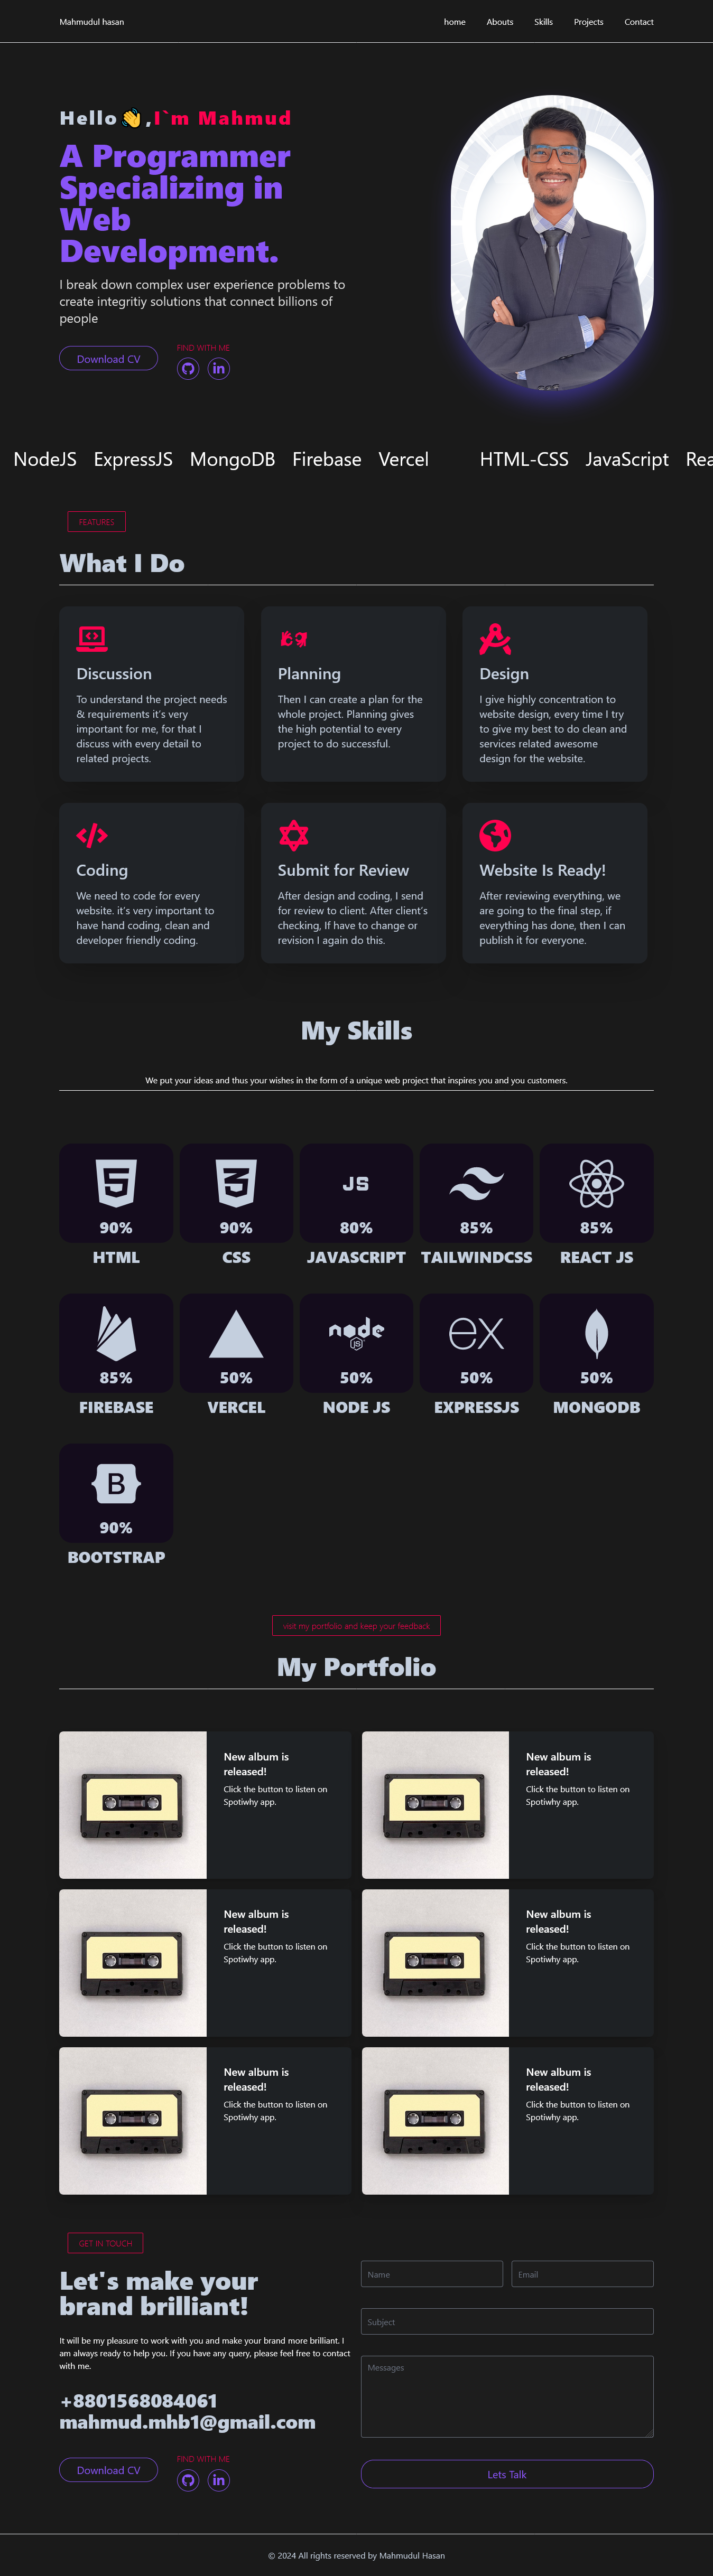 Mahmudul hasan
home Abouts Skills Projects Contact
Hello👋,I`m Mahmud
A Programmer
Specializing in
Web
Development.
I break down complex user experience problems to
create integritiy solutions that connect billions of
people
Download CV
FIND WITH ME
NodeJS ExpressJS MongoDB Firebase Vercel HTML-CSS JavaScript Rea
FEATURES
What I Do
Discussion
To understand the project needs
& requirements it's very
important for me, for that I
discuss with every detail to
related projects.
Planning
Then I can create a plan for the
whole project. Planning gives
the high potential to every
project to do successful.
Design
I give highly concentration to
website design, every time I try
to give my best to do clean and
services related awesome
design for the website.
Coding
We need to code for every
website. it's very important to
have hand coding, clean and
developer friendly coding.
Submit for Review
After design and coding, I send
for review to client. After client's
checking, If have to change or
revision I again do this.
Website Is Ready!
After reviewing everything, we
are going to the final step, if
everything has done, then I can
publish it for everyone.
My Skills
We put your ideas and thus your wishes in the form of a unique web project that inspires you and you customers.
90%
HTML
90%
CSS
JS
80%
JAVASCRIPT
85%
TAILWINDCSS
85%
REACT JS
85%
FIREBASE
50%
VERCEL
node
JS
50%
NODE JS
ex
50%
EXPRESSJS
50%
MONGODB
B
90%
BOOTSTRAP
visit my portfolio and keep your feedback
My Portfolio
New album is
released!
Click the button to listen on
Spotiwhy app.
New album is
released!
Click the button to listen on
Spotiwhy app.
New album is
released!
Click the button to listen on
Spotiwhy app.
New album is
released!
Click the button to listen on
Spotiwhy app.
New album is
released!
Click the button to listen on
Spotiwhy app.
New album is
released!
Click the button to listen on
Spotiwhy app.
GET IN TOUCH
Let's make your
brand brilliant!
It will be my pleasure to work with you and make your brand more brilliant. I
am always ready to help you. If you have any query, please feel free to contact
with me.
+8801568084061
mahmud.mhb1@gmail.com
Download CV
FIND WITH ME
Name
Email
Subject
Messages
Lets Talk
© 2024 All rights reserved by Mahmudul Hasan